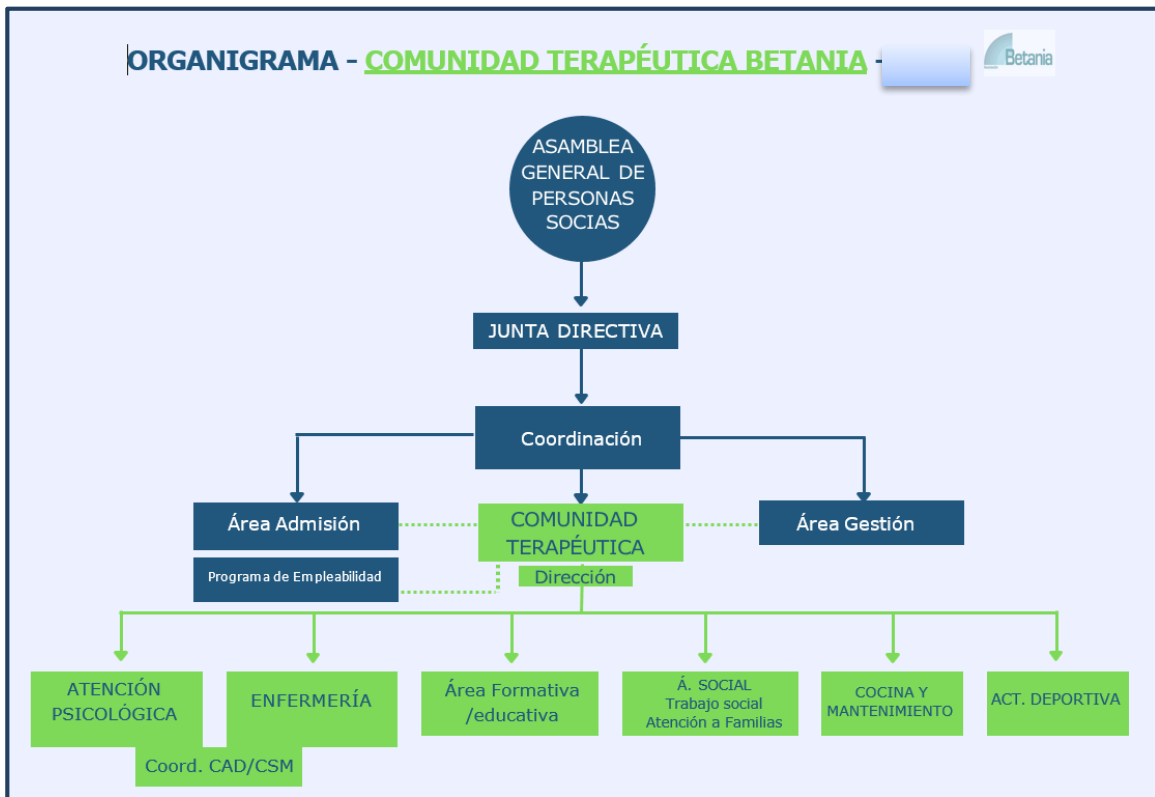 ORGANIGRAMA - COMUNIDAD TERAPÉUTICA BETANIA -
Betania
ASAMBLEA
GENERAL DE
PERSONAS
SOCIAS
JUNTA DIRECTIVA
Coordinación
Área Admisión
COMUNIDAD
TERAPÉUTICA
Área Gestión
Programa de Empleabilidad
Dirección
ATENCIÓN
PSICOLÓGICA
ENFERMERÍA
Área Formativa
/educativa
Á. SOCIAL
Trabajo social
Atención a Familias
COCINA Y
MANTENIMIENTO
ACT. DEPORTIVA
Coord. CAD/CSM